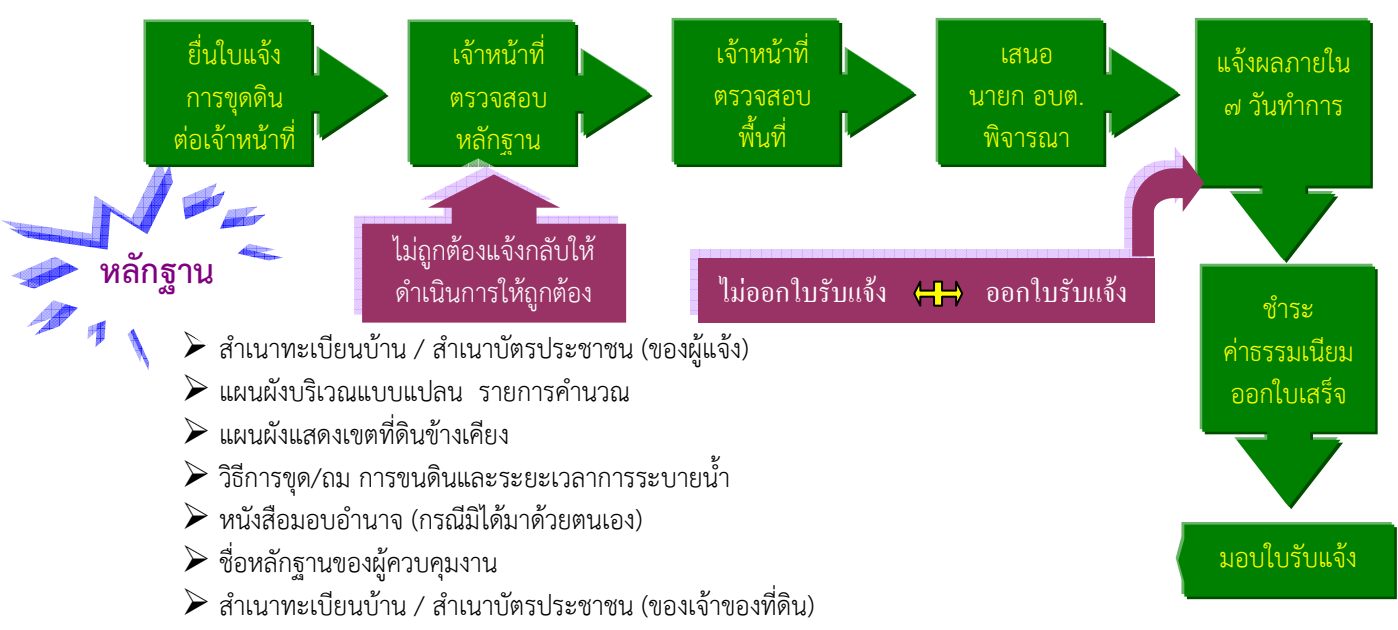 ยื่นใบแจ้ง
การขุดดิน
ต่อเจ้าหน้าที่
เจ้าหน้าที่
ตรวจสอบ
หลักฐาน
เจ้าหน้าที่
ตรวจสอบ
พื้นที่
เสนอ
นายก อบต.
พิจารณา
แจ้งผลภายใน
๗ วันทำการ
ไม่ถูกต้องแจ้งกลับให้
ดำเนินการให้ถูกต้อง
ไม่ออกใบรับแจ้ง ออกใบรับแจ้ง
ชำระ
ค่าธรรมเนียม
ออกใบเสร็จ
มอบใบรับแจ้ง
หลักฐาน
สำเนาทะเบียนบ้าน / สำเนาบัตรประชาชน (ของผู้แจ้ง)
แผนผังบริเวณแบบแปลน รายการคำนวณ
แผนผังแสดงเขตที่ดินข้างเคียง
วิธีการขุด/ถม การขนดินและระยะเวลาการระบายน้ำ
หนังสือมอบอำนาจ (กรณีมิได้มาด้วยตนเอง)
ชื่อหลักฐานของผู้ควบคุมงาน
สำเนาทะเบียนบ้าน / สำเนาบัตรประชาชน (ของเจ้าของที่ดิน)